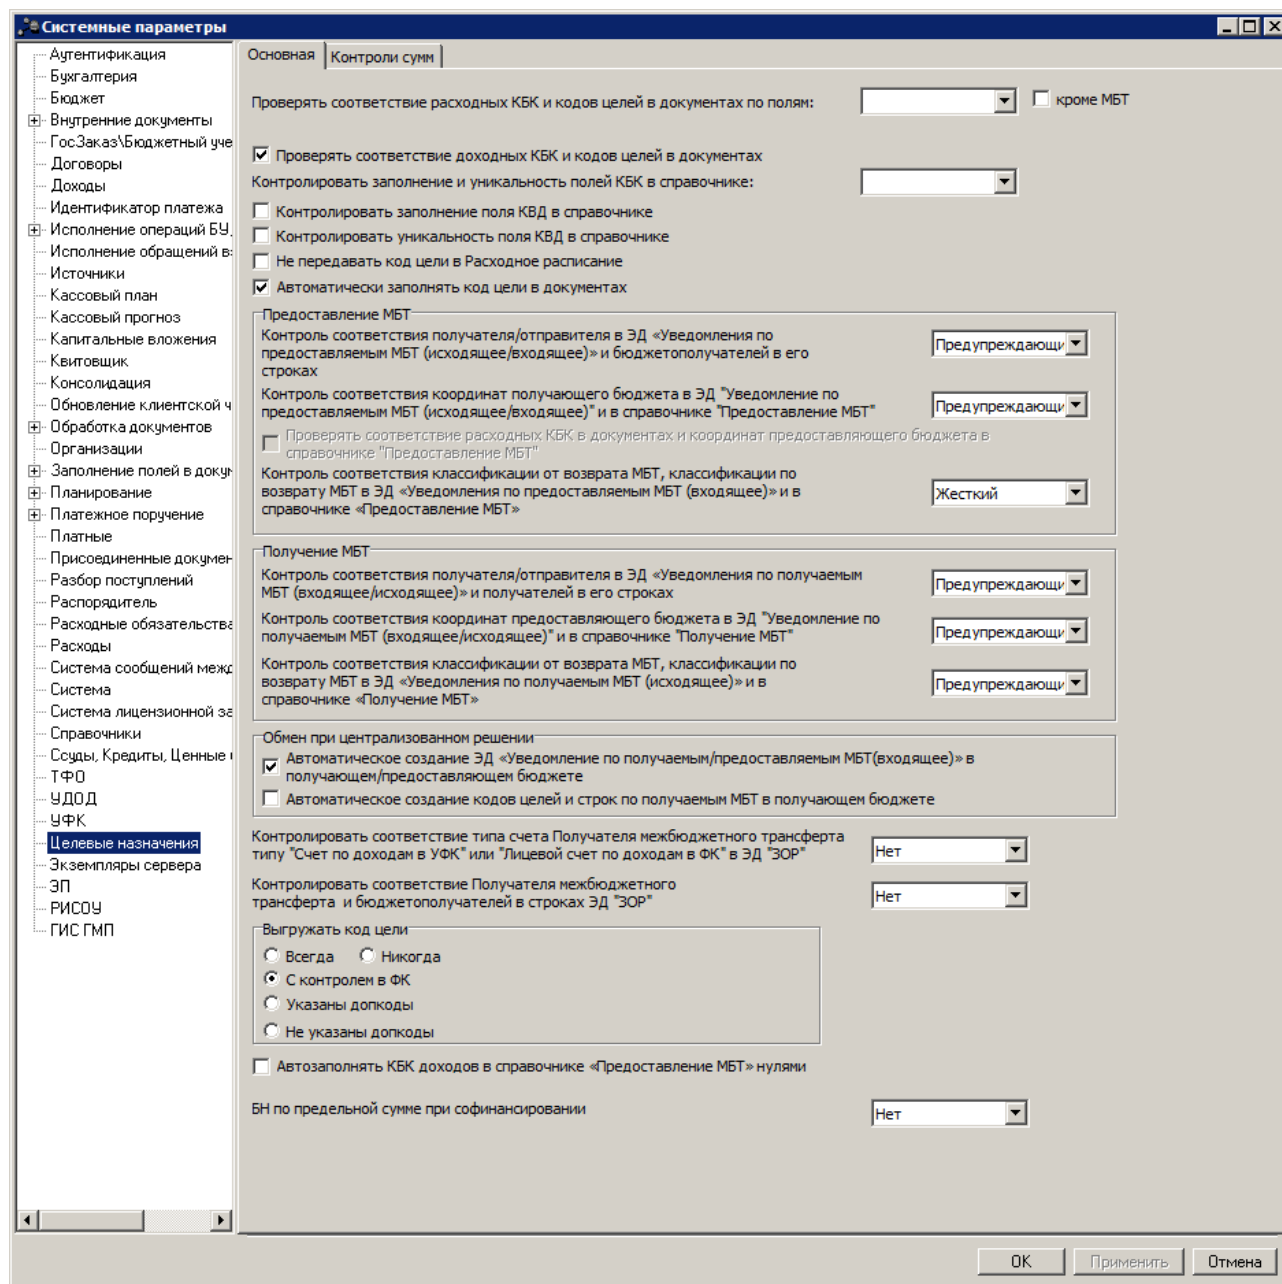 Системные параметры
Аутентификация
Бухгалтерия
Бюджет
Внутренние документы
ГосЗаказ\Бюджетный уче
Договоры
Доходы
Идентификатор платежа
Исполнение операций БУ,
Исполнение обращений вз
Источники
Кассовый план
Кассовый прогноз
Капитальные вложения
Квитовщик
Консолидация
Обновление клиентской ч
Обработка документов
Организации
Заполнение полей в докум
Планирование
Платежное поручение
Платные
Присоединенные докумен
Разбор поступлений
Распорядитель
Расходные обязательства
Расходы
Система сообщений межд
Система
Система лицензионной за
Справочники
Ссуды, Кредиты, Ценные
ТФО
УДОД
УФК
Целевые назначения
Экземпляры сервера
ЭП
РИСОУ
ГИС ГМП
Основная
Контроли сумм
Проверять соответствие расходных КБК и кодов целей в документах по полям:
кроме МБТ
Проверять соответствие доходных КБК и кодов целей в документах
Контролировать заполнение и уникальность полей КБК в справочнике:
Контролировать заполнение поля КВД в справочнике
Контролировать уникальность поля КВД в справочнике
Не передавать код цели в Расходное расписание
Автоматически заполнять код цели в документах
Предоставление МБТ
Контроль соответствия получателя/отправителя в ЭД «Уведомления по
предоставляемым МБТ (исходящее/входящее)» и бюджетополучателей в его
строках
Предупреждающи
Контроль соответствия координат получающего бюджета в ЭД "Уведомление по
предоставляемым МБТ (исходящее/входящее)" и в справочнике "Предоставление МБТ"
Предупреждающи
Проверять соответствие расходных КБК в документах и координат предоставляющего бюджета в
справочнике "Предоставление МБТ"
Контроль соответствия классификации от возврата МБТ, классификации по
возврату МБТ в ЭД «Уведомления по предоставляемым МБТ (входящее)» и в
справочнике «Предоставление МБТ»
Жесткий
Получение МБТ
Контроль соответствия получателя/отправителя в ЭД «Уведомления по получаемым
МБТ (входящее/исходящее)» и получателей в его строках
Предупреждающи
Контроль соответствия координат предоставляющего бюджета в ЭД "Уведомление по
получаемым МБТ (входящее/исходящее)" и в справочнике "Получение МБТ"
Предупреждающи
Контроль соответствия классификации от возврата МБТ, классификации по
возврату МБТ в ЭД «Уведомления по получаемым МБТ (исходящее)» и в
справочнике «Получение МБТ»
Предупреждающи
Обмен при централизованном решении
Автоматическое создание ЭД «Уведомление по получаемым/предоставляемым МБТ(входящее)» в
получающем/предоставляющем бюджете
Автоматическое создание кодов целей и строк по получаемым МБТ в получающем бюджете
Контролировать соответствие типа счета Получателя межбюджетного трансферта
типу "Счет по доходам в УФК" или "Лицевой счет по доходам в ФК" в ЭД "ЗОР"
Нет
Контролировать соответствие Получателя межбюджетного
трансферта и бюджетополучателей в строках ЭД "ЗОР"
Нет
Выгружать код цели
Всегда
Никогда
С контролем в ФК
Указаны допкоды
Не указаны допкоды
Автозаполнять КБК доходов в справочнике «Предоставление МБТ» нулями
БН по предельной сумме при софинансировании
Нет
ОК
Применить
Отмена